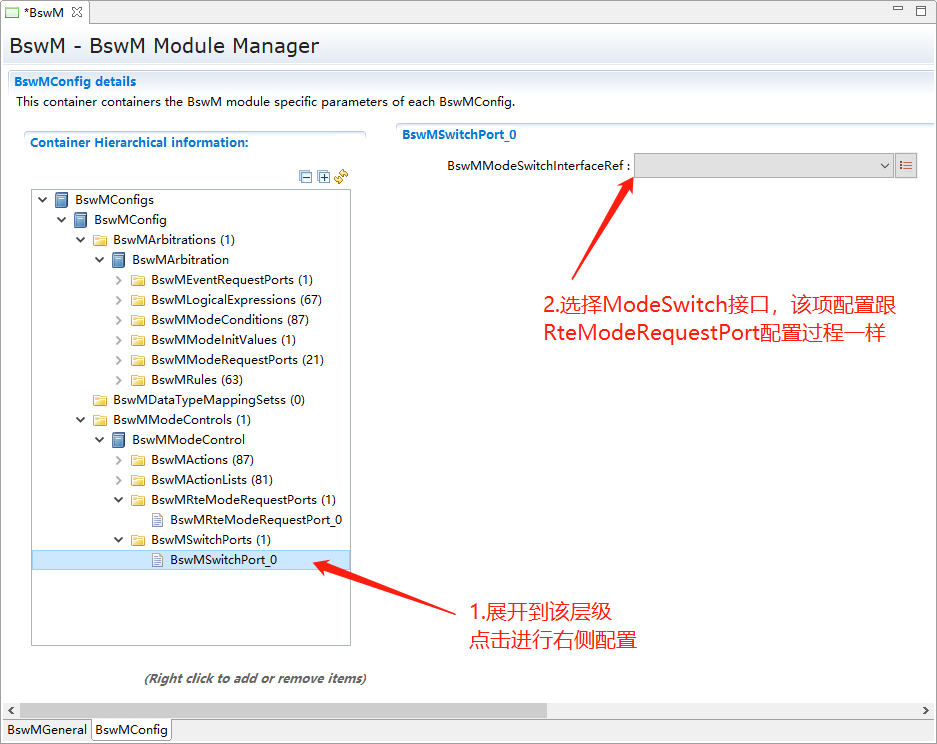 *BswM
BswM - BswM Module Manager
BswMConfig details
This container containers the BswM module specific parameters of each BswMConfig.
Container Hierarchical information:
BswMConfigs
BswMConfig
BswMArbitrations (1)
BswMArbitration
BswMEventRequestPorts (1)
BswMLogicalExpressions (67)
BswMModeConditions (87)
BswMModeInitValues (1)
BswMModeRequestPorts (21)
BswMRules (63)
BswMDataTypeMappingSetss (0)
BswMModeControls (1)
BswMModeControl
BswMActions (87)
BswMActionLists (81)
BswMRteModeRequestPorts (1)
BswMRteModeRequestPort_0
BswMSwitchPorts (1)
BswMSwitchPort_0
(Right click to add or remove items)
BswMSwitchPort_0
BswMModeSwitchInterfaceRef :
2.选择ModeSwitch接口，该项配置跟
RteModeRequestPort配置过程一样
1.展开到该层级
点击进行右侧配置
BswMGeneral
BswMConfig